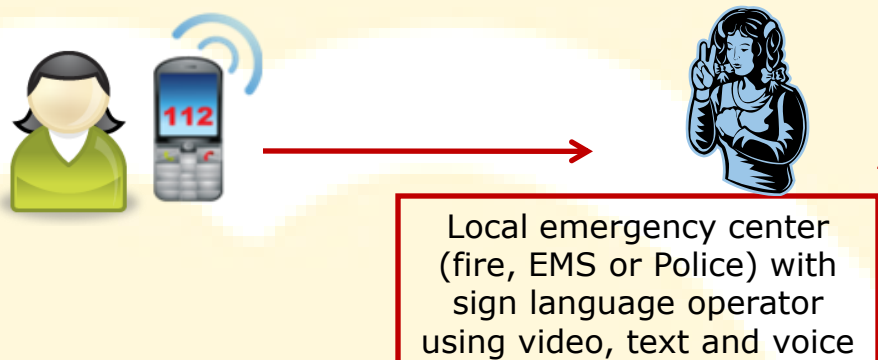 112
Local emergency center
(fire, EMS or Police) with
sign language operator
using video, text and voice